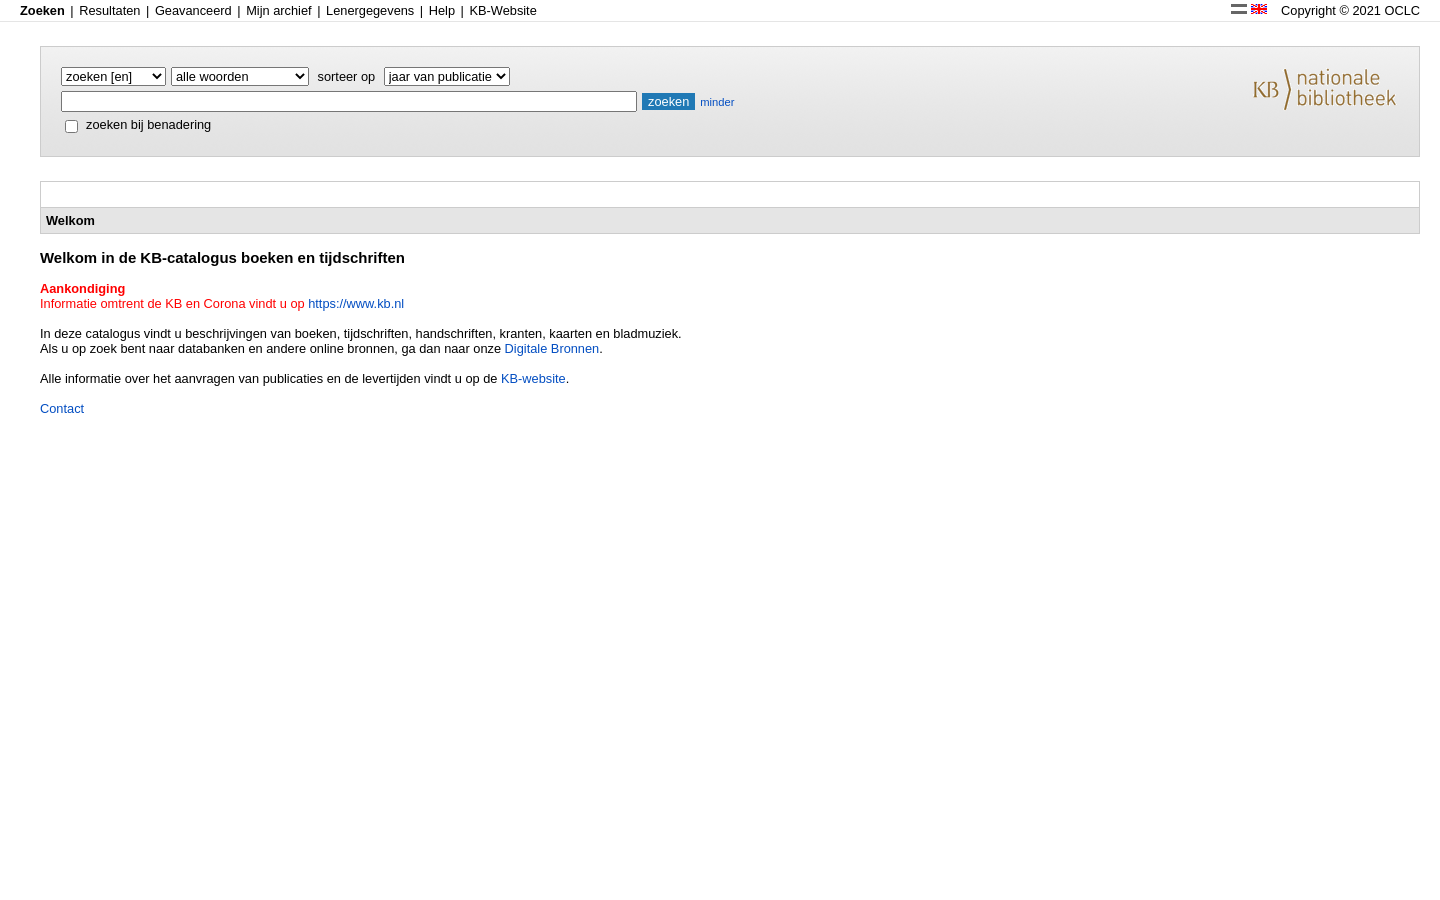 Zoeken | Resultaten | Geavanceerd | Mijn archief | Lenergegevens | Help | KB-Website Copyright © 2021 OCLC
zoeken [en] alle woorden sorteer op jaar van publicatie
zoeken minder
zoeken bij benadering
KB nationale
bibliotheek
Welkom
Welkom in de KB-catalogus boeken en tijdschriften
Aankondiging
Informatie omtrent de KB en Corona vindt u op https://www.kb.nl
In deze catalogus vindt u beschrijvingen van boeken, tijdschriften, handschriften, kranten, kaarten en bladmuziek.
Als u op zoek bent naar databanken en andere online bronnen, ga dan naar onze Digitale Bronnen.
Alle informatie over het aanvragen van publicaties en de levertijden vindt u op de KB-website.
Contact